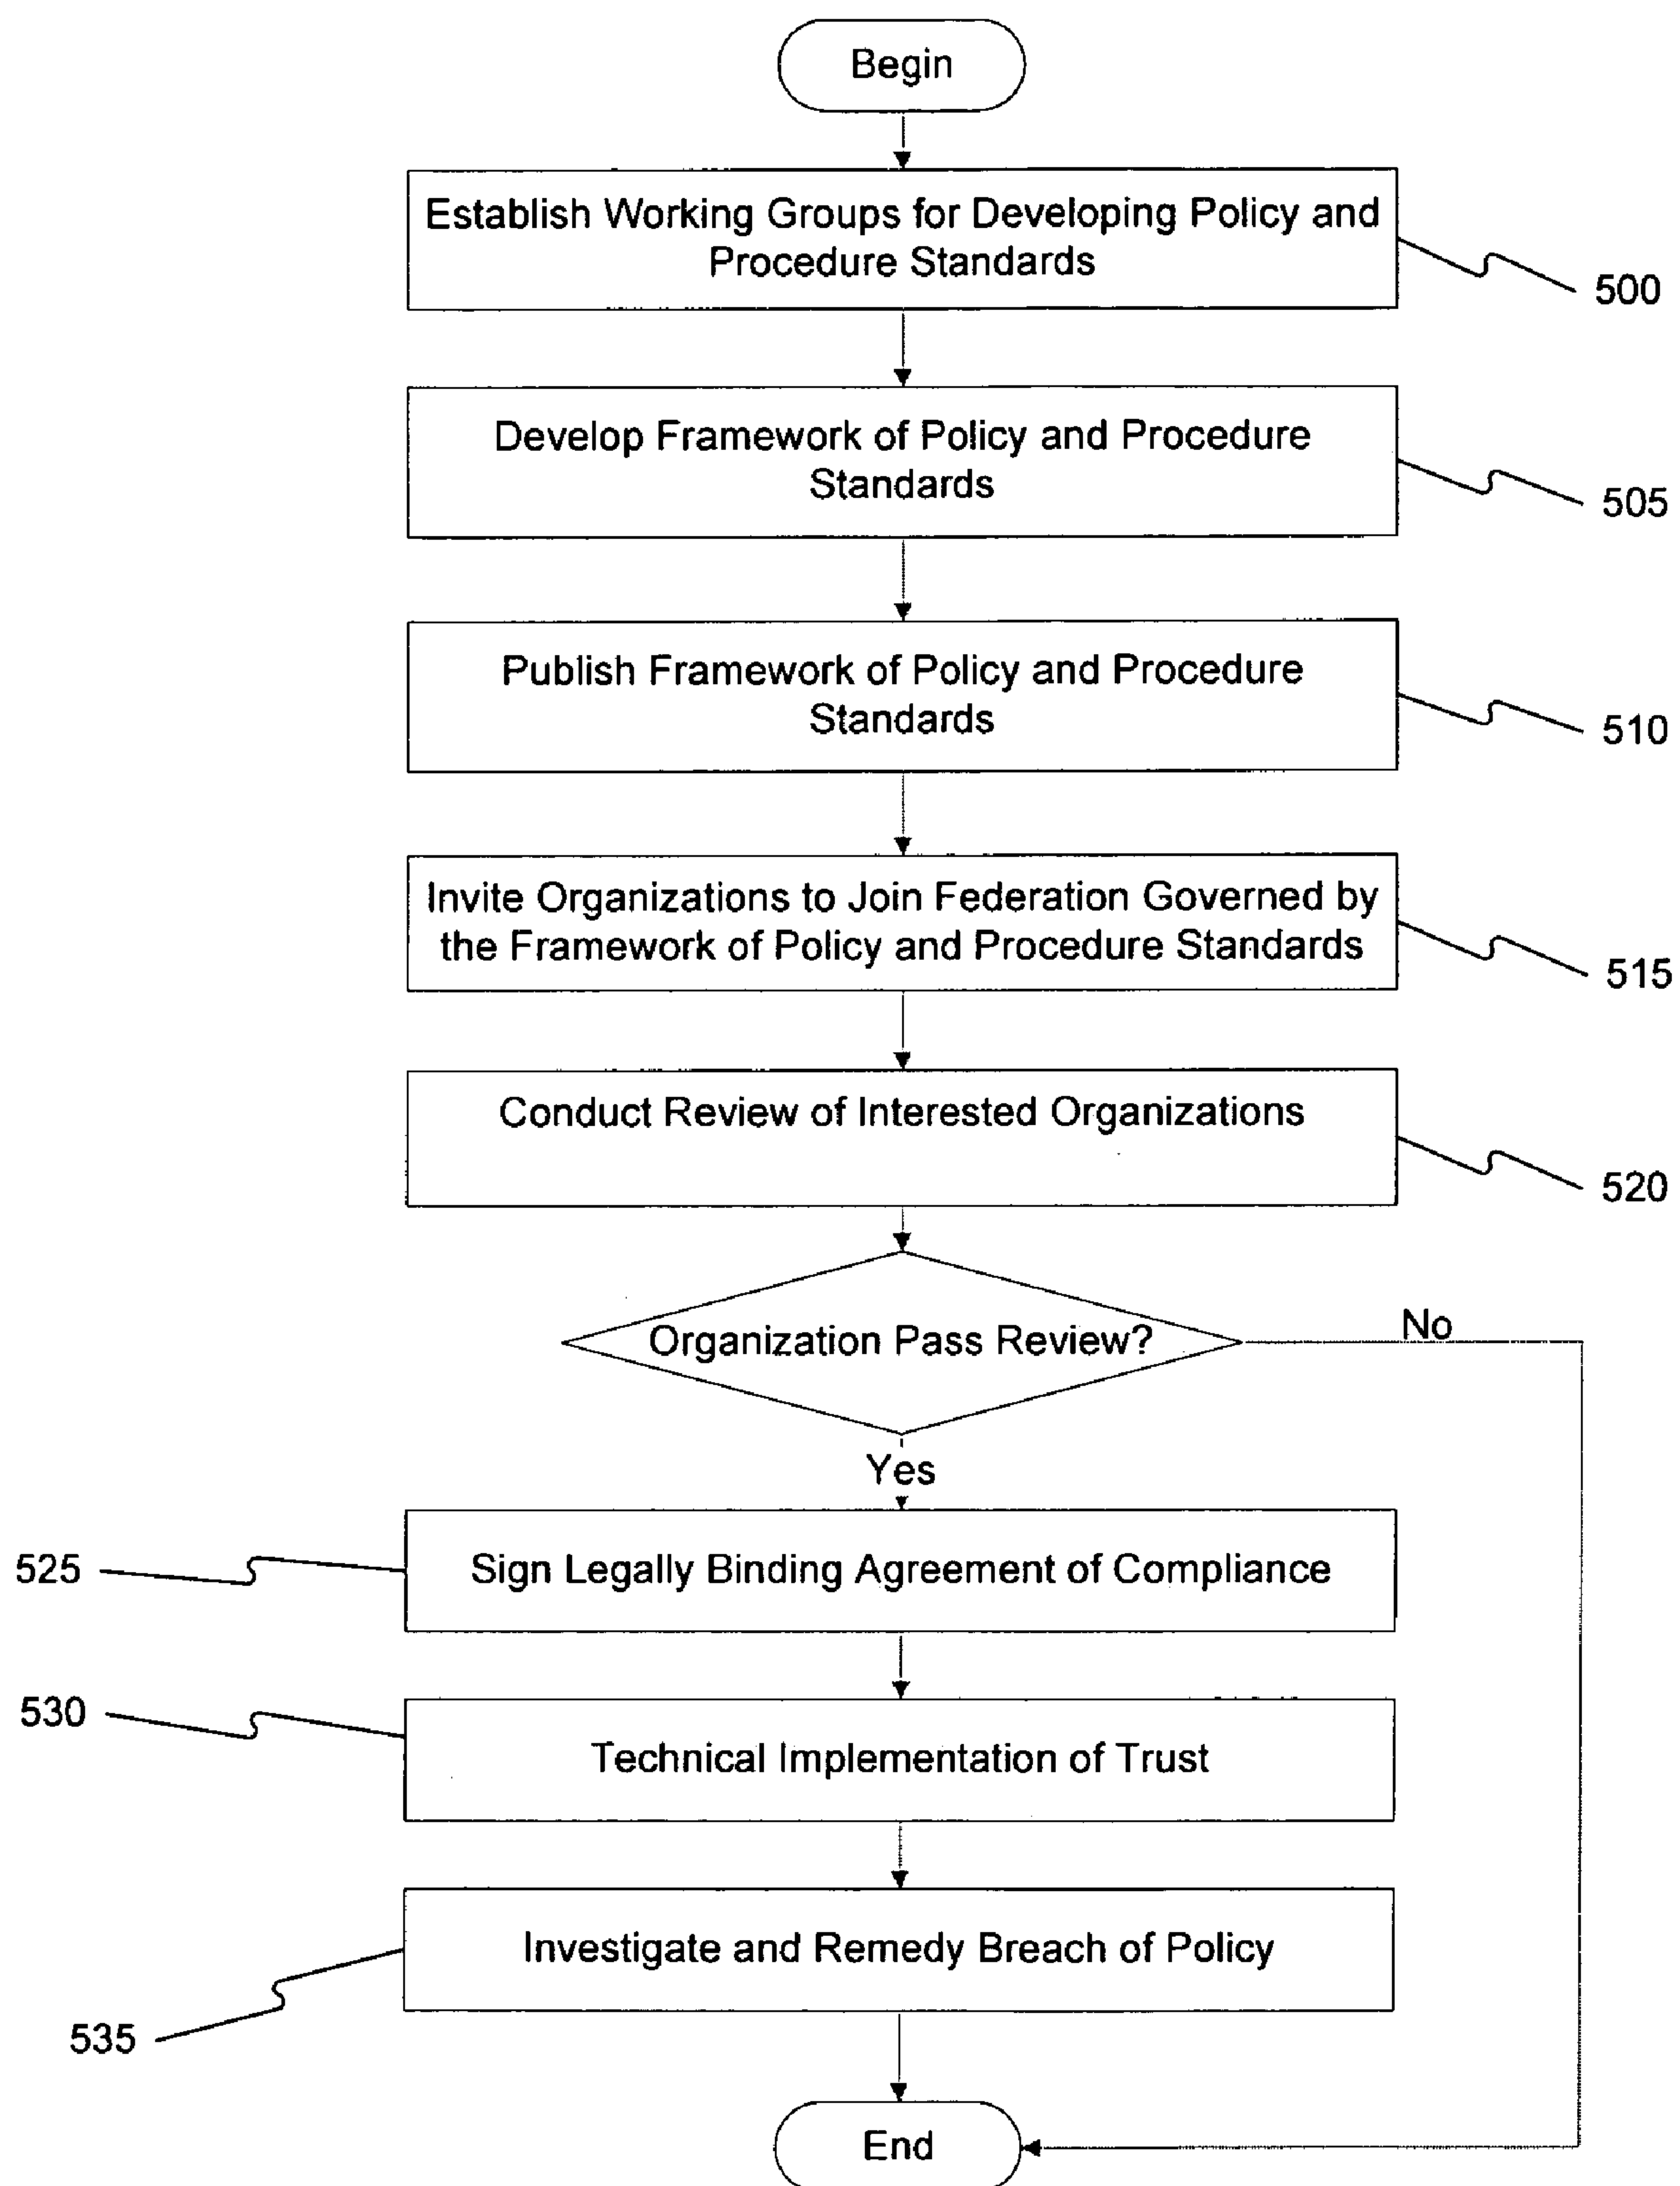 Begin
Establish Working Groups for Developing Policy and
Procedure Standards
500
Develop Framework of Policy and Procedure
Standards
505
Publish Framework of Policy and Procedure
Standards
510
Invite Organizations to Join Federation Governed by
the Framework of Policy and Procedure Standards
515
Conduct Review of Interested Organizations
520
Organization Pass Review?
No
Yes
525
Sign Legally Binding Agreement of Compliance
530
Technical Implementation of Trust
Investigate and Remedy Breach of Policy
535
End